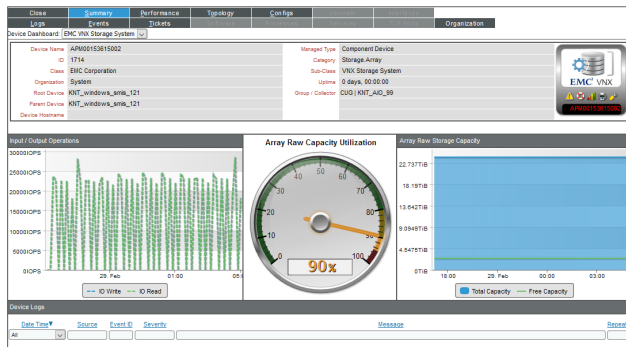 Close Summary Performance Topology Configs
Logs Events Tickets Organization
Device Dashboard: EMC VNX Storage System
Device Name APM00153615002 Managed Type Component Device
ID 1714 Category Storage.Array
Class EMC Corporation Sub-Class VNX Storage System
Organization System Uptime 0 days, 00:00:00
Root Device KNT_windows_smis_121 Group / Collector CUG | KNT_AIO_99
Parent Device KNT_windows_smis_121
Device Hostname
EMC VNX
APM00153615002
Input / Output Operations
30000IOPS
25000IOPS
20000IOPS
15000IOPS
10000IOPS
5000IOPS
0IOPS
29. Feb 01:00
IO Write IO Read
Array Raw Capacity Utilization
0 10 20 30 40 50 60 70 80 100
90%
Array Raw Storage Capacity
22.737TiB
18.19TiB
13.642TiB
9.0949TiB
4.5475TiB
0TiB
18:00 29. Feb 00:00 03:00
Total Capacity Free Capacity
Device Logs
Date Time Source Event ID Severity Message
All